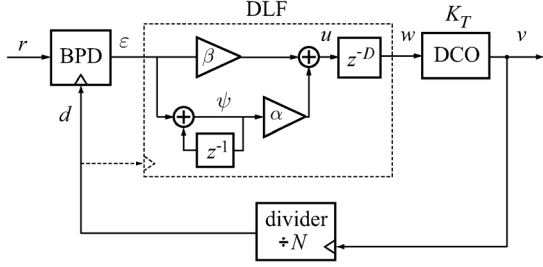 DLF
K_T
r
BPD
ε
β
u
z^{-D}
w
DCO
v
d
ψ
α
z^{-1}
divider
÷N